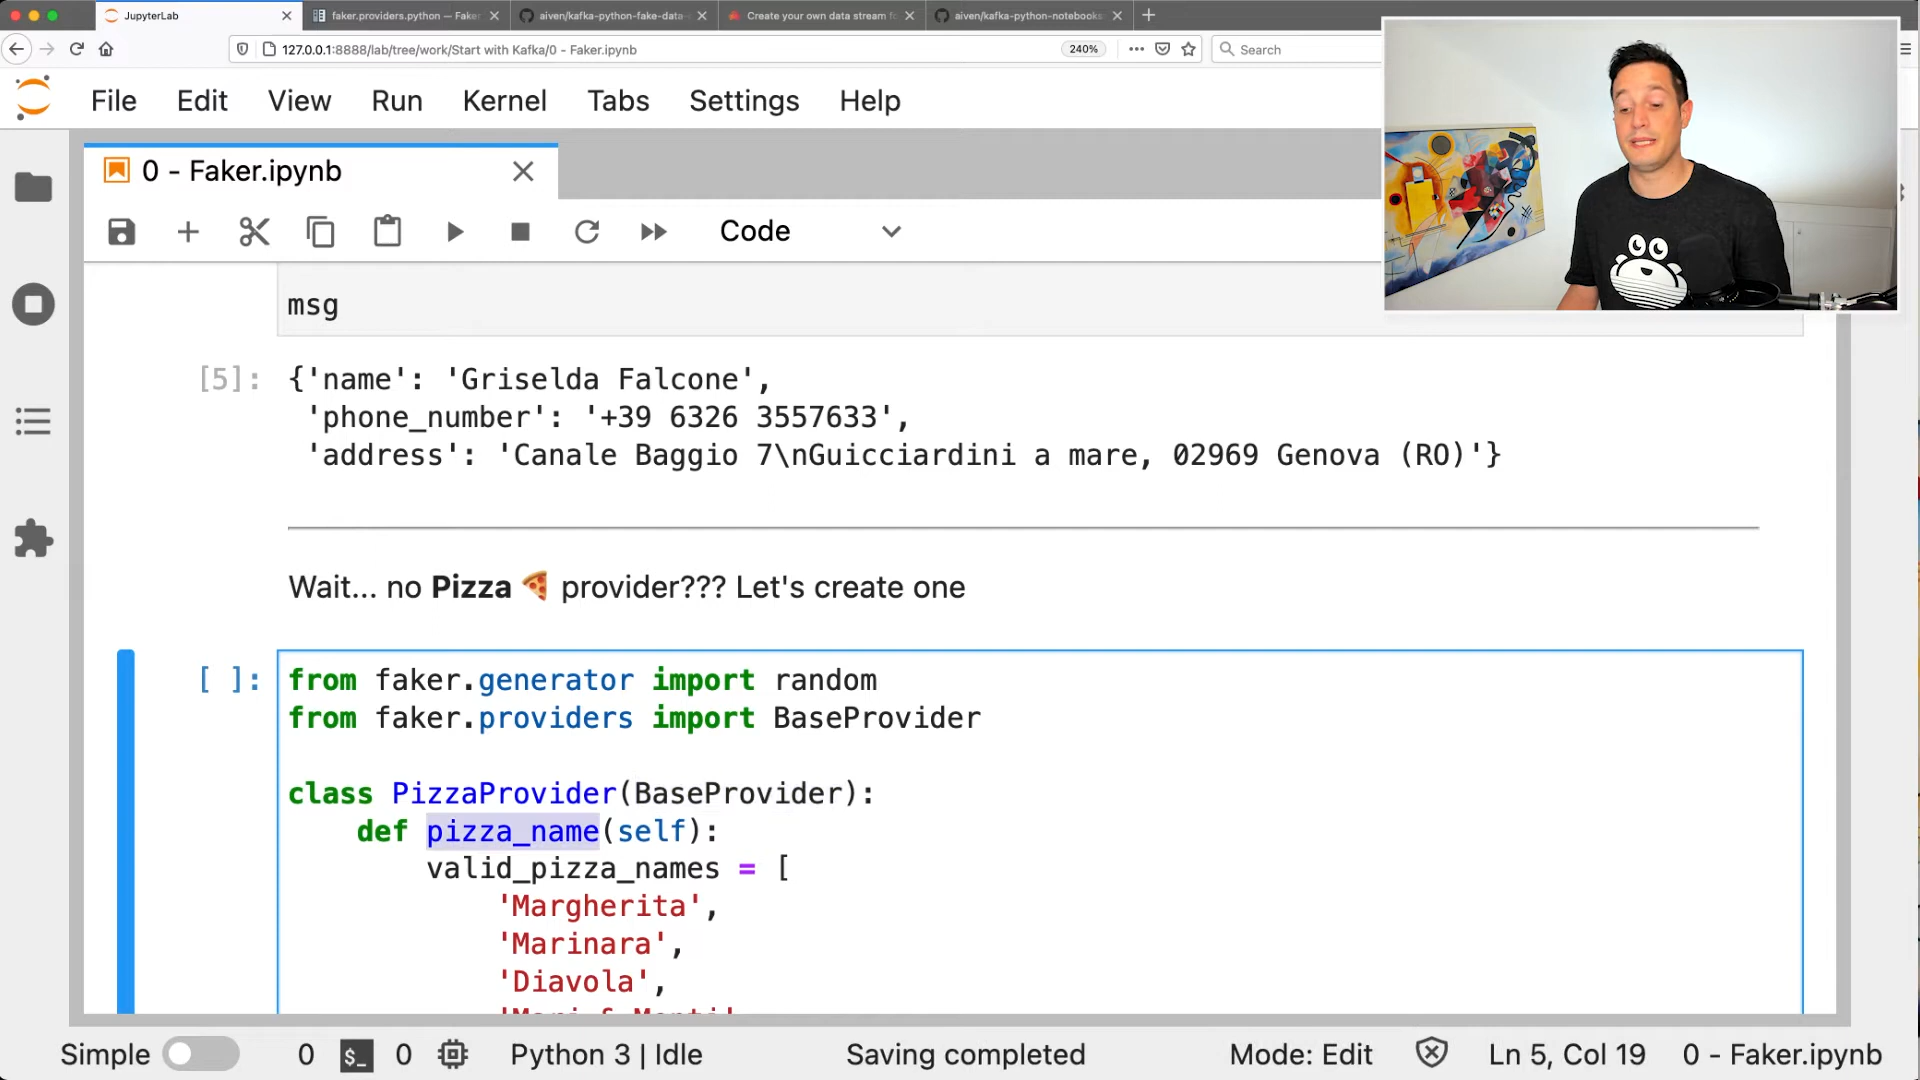 JupyterLab
faker.providers.python — Faker
aiven/kafka-python-fake-data-
Create your own data stream fo
aiven/kafka-python-notebooks
127.0.0.1:8888/lab/tree/work/Start with Kafka/0 - Faker.ipynb
240%
Search
File
Edit
View
Run
Kernel
Tabs
Settings
Help
0 - Faker.ipynb
Code
msg
[5]:
{'name': 'Griselda Falcone',
'phone_number': '+39 6326 3557633',
'address': 'Canale Baggio 7\nGuicciardini a mare, 02969 Genova (RO)'}
Wait... no Pizza 🍕 provider??? Let's create one
[ ]:
from faker.generator import random
from faker.providers import BaseProvider
class PizzaProvider(BaseProvider):
def pizza_name(self):
valid_pizza_names = [
'Margherita',
'Marinara',
'Diavola',
Simple
0
$_
0
Python 3 | Idle
Saving completed
Mode: Edit
Ln 5, Col 19
0 - Faker.ipynb